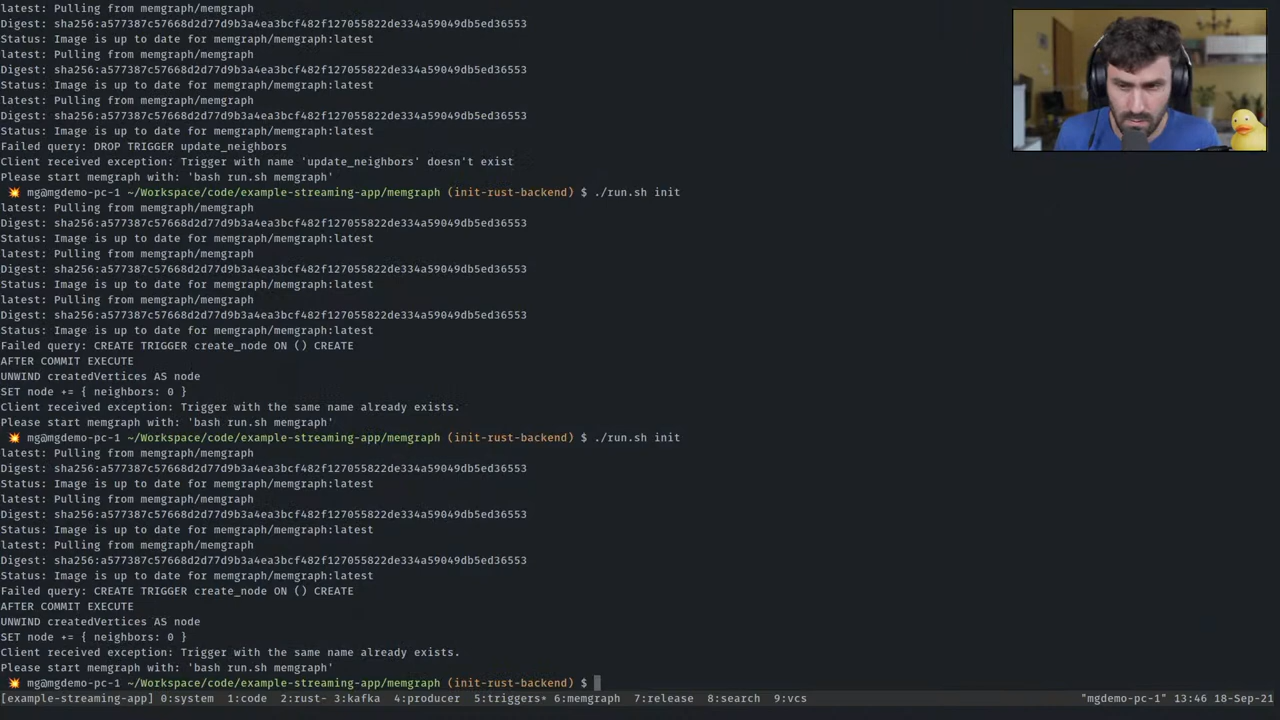 latest: Pulling from memgraph/memgraph
Digest: sha256:a577387c57668d2d77d9b3a4ea3bcf482f127055822de334a59049db5ed36553
Status: Image is up to date for memgraph/memgraph:latest
latest: Pulling from memgraph/memgraph
Digest: sha256:a577387c57668d2d77d9b3a4ea3bcf482f127055822de334a59049db5ed36553
Status: Image is up to date for memgraph/memgraph:latest
latest: Pulling from memgraph/memgraph
Digest: sha256:a577387c57668d2d77d9b3a4ea3bcf482f127055822de334a59049db5ed36553
Status: Image is up to date for memgraph/memgraph:latest
Failed query: DROP TRIGGER update_neighbors
Client received exception: Trigger with name 'update_neighbors' doesn't exist
Please start memgraph with: 'bash run.sh memgraph'
mg@mgdemo-pc-1 ~/Workspace/code/example-streaming-app/memgraph (init-rust-backend) $ ./run.sh init
latest: Pulling from memgraph/memgraph
Digest: sha256:a577387c57668d2d77d9b3a4ea3bcf482f127055822de334a59049db5ed36553
Status: Image is up to date for memgraph/memgraph:latest
latest: Pulling from memgraph/memgraph
Digest: sha256:a577387c57668d2d77d9b3a4ea3bcf482f127055822de334a59049db5ed36553
Status: Image is up to date for memgraph/memgraph:latest
latest: Pulling from memgraph/memgraph
Digest: sha256:a577387c57668d2d77d9b3a4ea3bcf482f127055822de334a59049db5ed36553
Status: Image is up to date for memgraph/memgraph:latest
Failed query: CREATE TRIGGER create_node ON () CREATE
AFTER COMMIT EXECUTE
UNWIND createdVertices AS node
SET node += { neighbors: 0 }
Client received exception: Trigger with the same name already exists.
Please start memgraph with: 'bash run.sh memgraph'
mg@mgdemo-pc-1 ~/Workspace/code/example-streaming-app/memgraph (init-rust-backend) $ ./run.sh init
latest: Pulling from memgraph/memgraph
Digest: sha256:a577387c57668d2d77d9b3a4ea3bcf482f127055822de334a59049db5ed36553
Status: Image is up to date for memgraph/memgraph:latest
latest: Pulling from memgraph/memgraph
Digest: sha256:a577387c57668d2d77d9b3a4ea3bcf482f127055822de334a59049db5ed36553
Status: Image is up to date for memgraph/memgraph:latest
latest: Pulling from memgraph/memgraph
Digest: sha256:a577387c57668d2d77d9b3a4ea3bcf482f127055822de334a59049db5ed36553
Status: Image is up to date for memgraph/memgraph:latest
Failed query: CREATE TRIGGER create_node ON () CREATE
AFTER COMMIT EXECUTE
UNWIND createdVertices AS node
SET node += { neighbors: 0 }
Client received exception: Trigger with the same name already exists.
Please start memgraph with: 'bash run.sh memgraph'
mg@mgdemo-pc-1 ~/Workspace/code/example-streaming-app/memgraph (init-rust-backend) $
[example-streaming-app] 0:system  1:code  2:rust- 3:kafka  4:producer  5:triggers* 6:memgraph  7:release  8:search  9:vcs "mgdemo-pc-1" 13:46 18-Sep-21